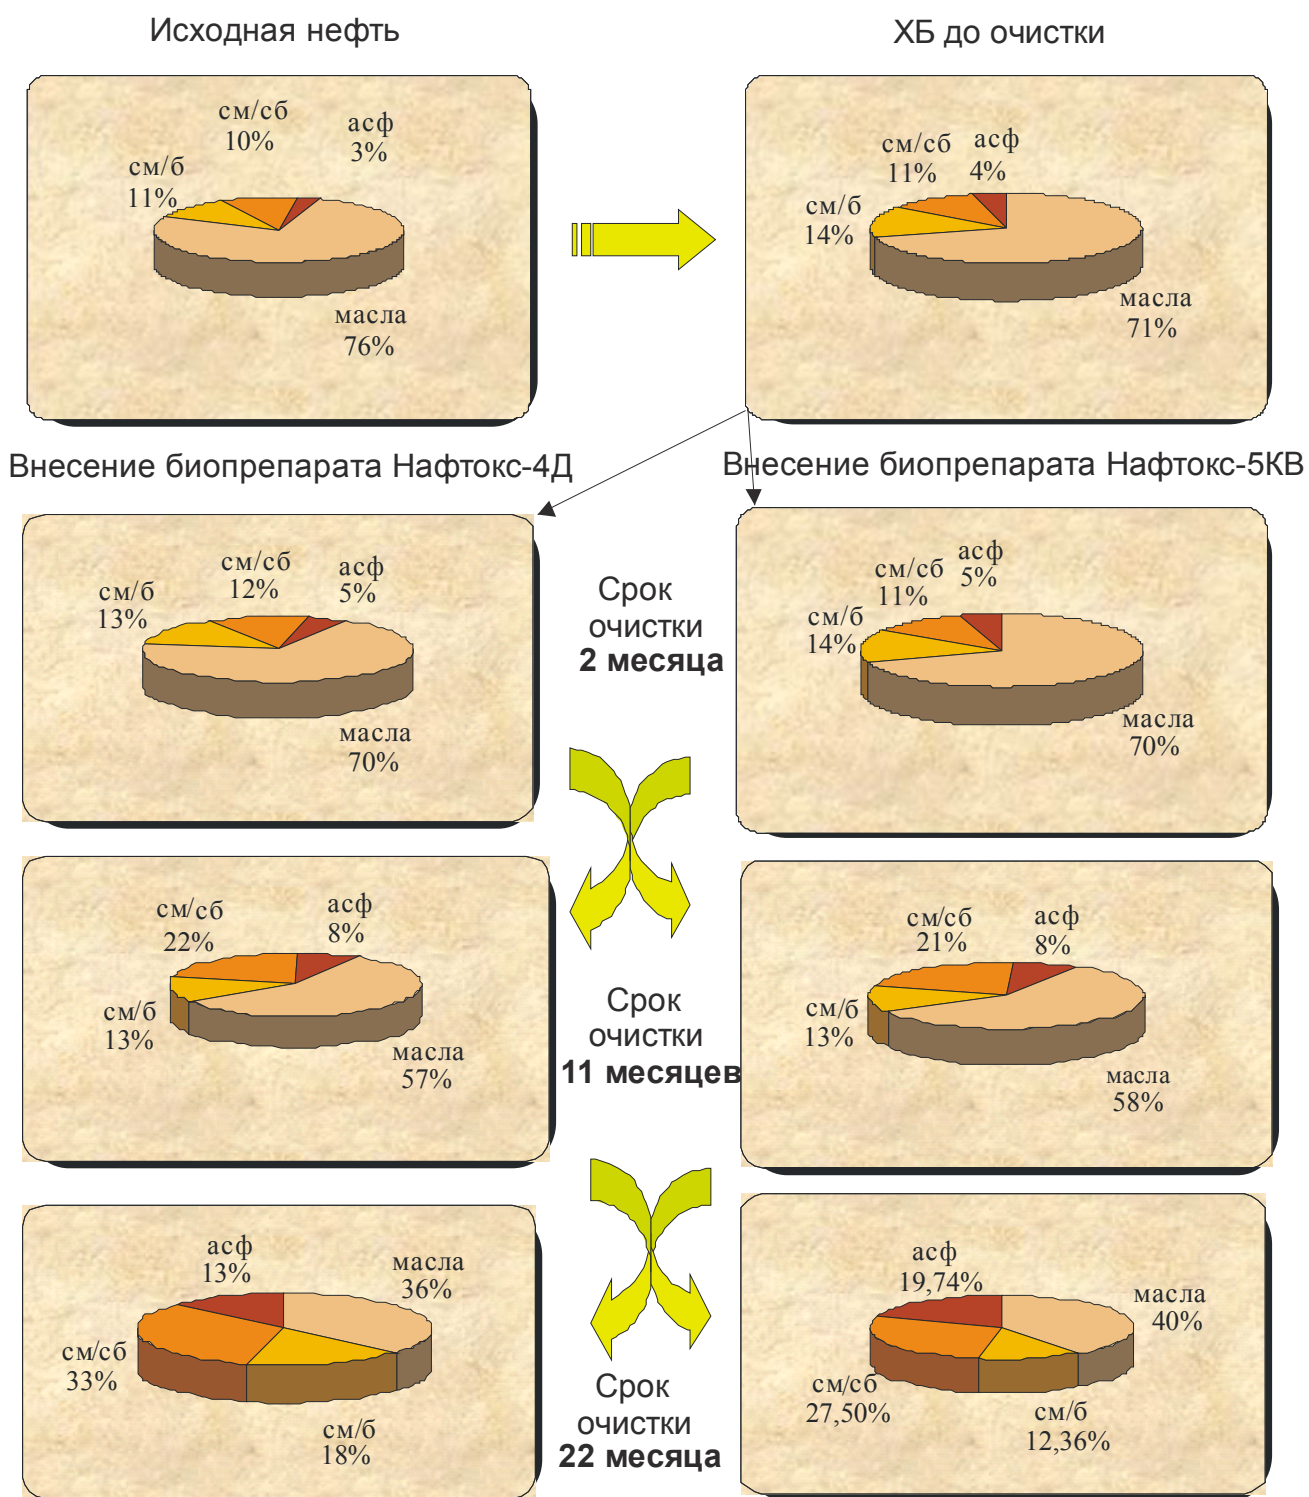 Исходная нефть
ХБ до очистки
см/сб
10%
асф
3%
см/б
11%
масла
76%
см/сб
11%
асф
4%
см/б
14%
масла
71%
Внесение биопрепарата Нафтокс-4Д
Внесение биопрепарата Нафтокс-5КВ
см/сб
12%
асф
5%
см/б
13%
масла
70%
Срок
очистки
2 месяца
см/сб
11%
асф
5%
см/б
14%
масла
70%
см/сб
22%
асф
8%
см/б
13%
масла
57%
Срок
очистки
11 месяцев
см/сб
21%
асф
8%
см/б
13%
масла
58%
асф
13%
масла
36%
см/сб
33%
см/б
18%
Срок
очистки
22 месяца
асф
19,74%
масла
40%
см/сб
27,50%
см/б
12,36%